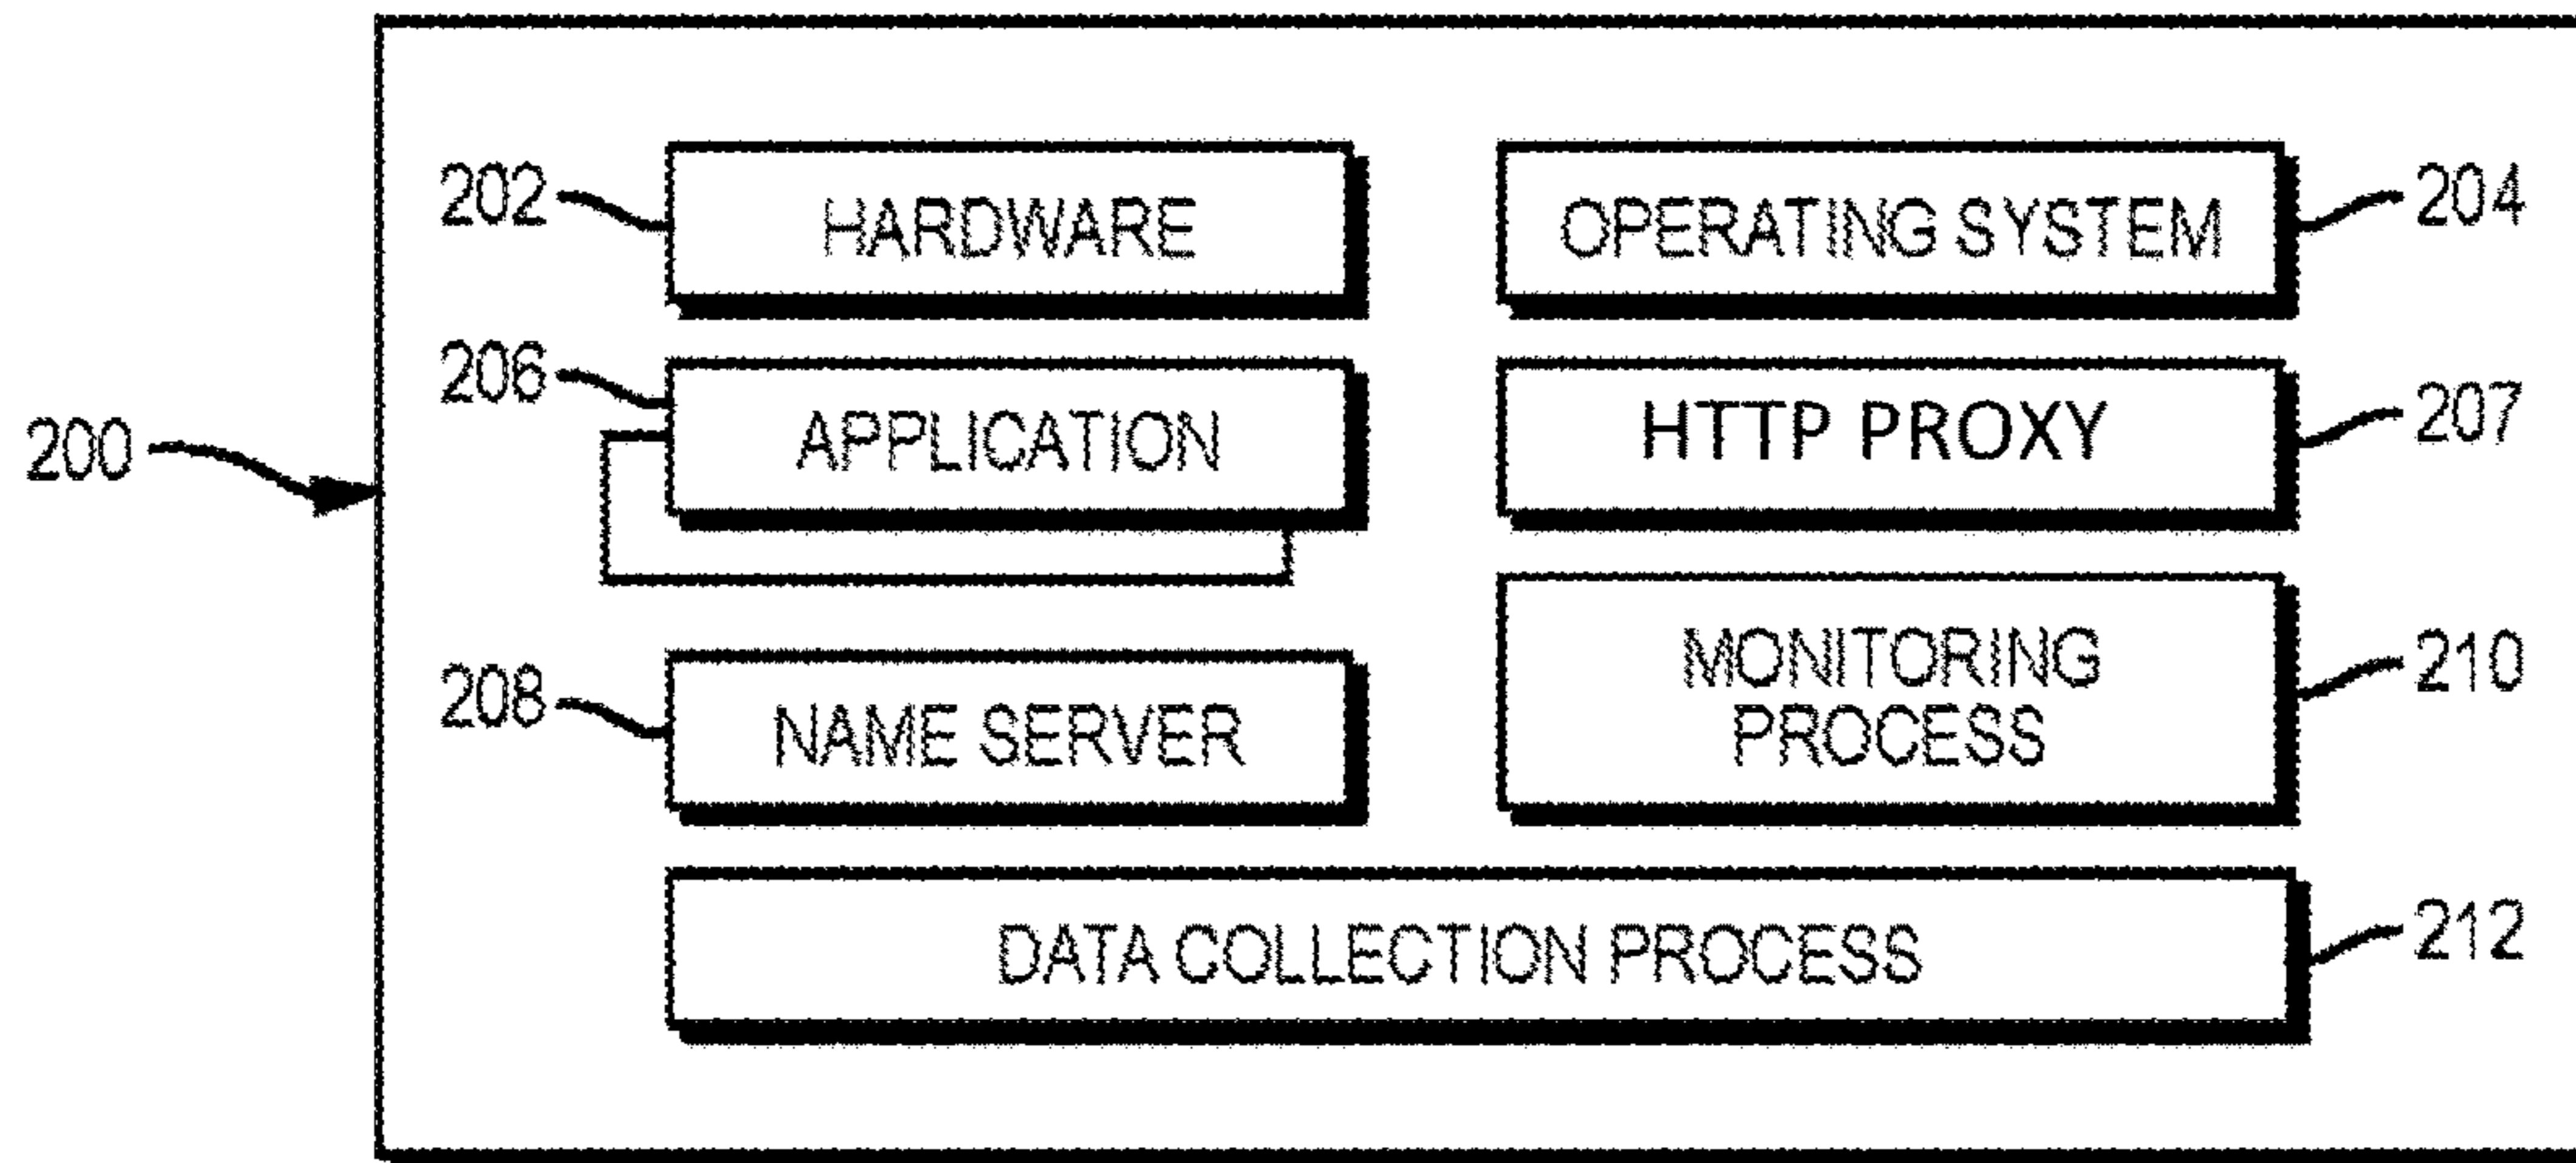 202
HARDWARE
OPERATING SYSTEM
204
206
APPLICATION
HTTP PROXY
207
200
208
NAME SERVER
MONITORING
PROCESS
210
DATA COLLECTION PROCESS
212